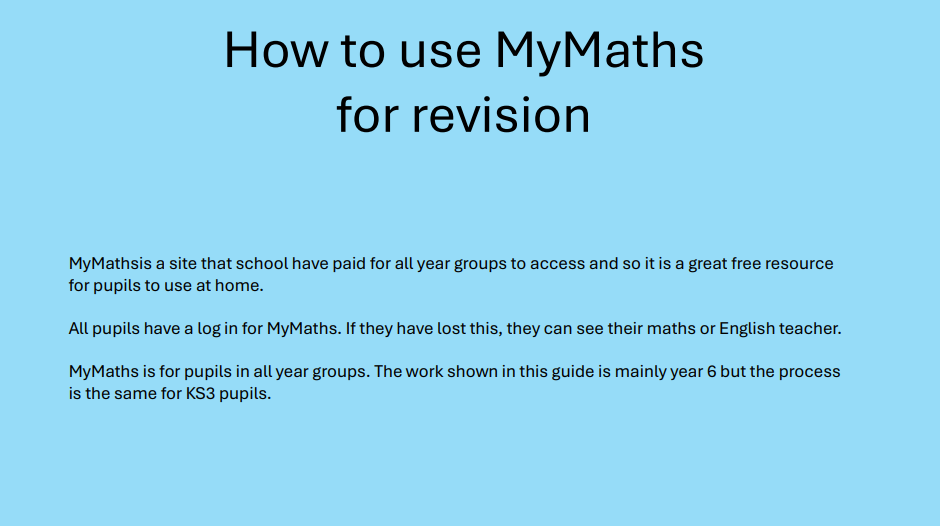 How to use MyMaths
for revision
MyMathsis a site that school have paid for all year groups to access and so it is a great free resource
for pupils to use at home.
All pupils have a log in for MyMaths. If they have lost this, they can see their maths or English teacher.
MyMaths is for pupils in all year groups. The work shown in this guide is mainly year 6 but the process
is the same for KS3 pupils.